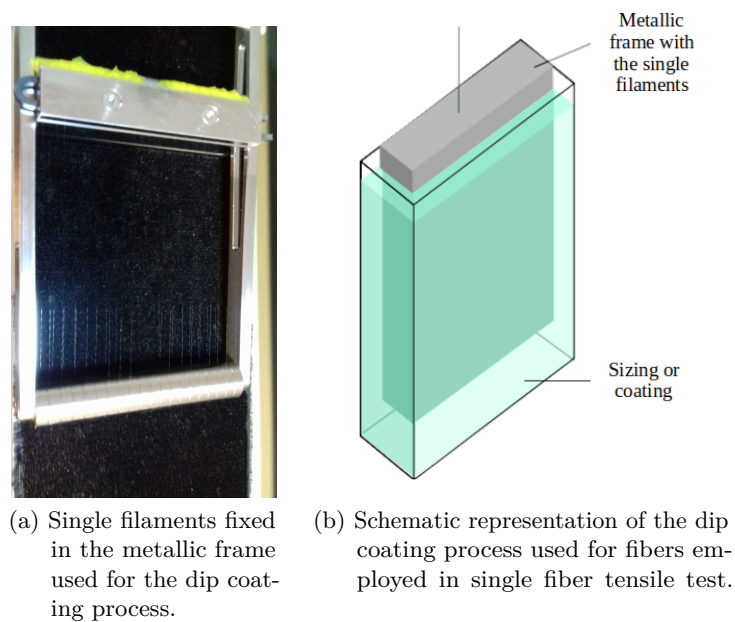 Metallic
frame with
the single
filaments
Sizing or
coating
(a) Single filaments fixed
in the metallic frame
used for the dip coat-
ing process.
(b) Schematic representation of the dip
coating process used for fibers em-
ployed in single fiber tensile test.